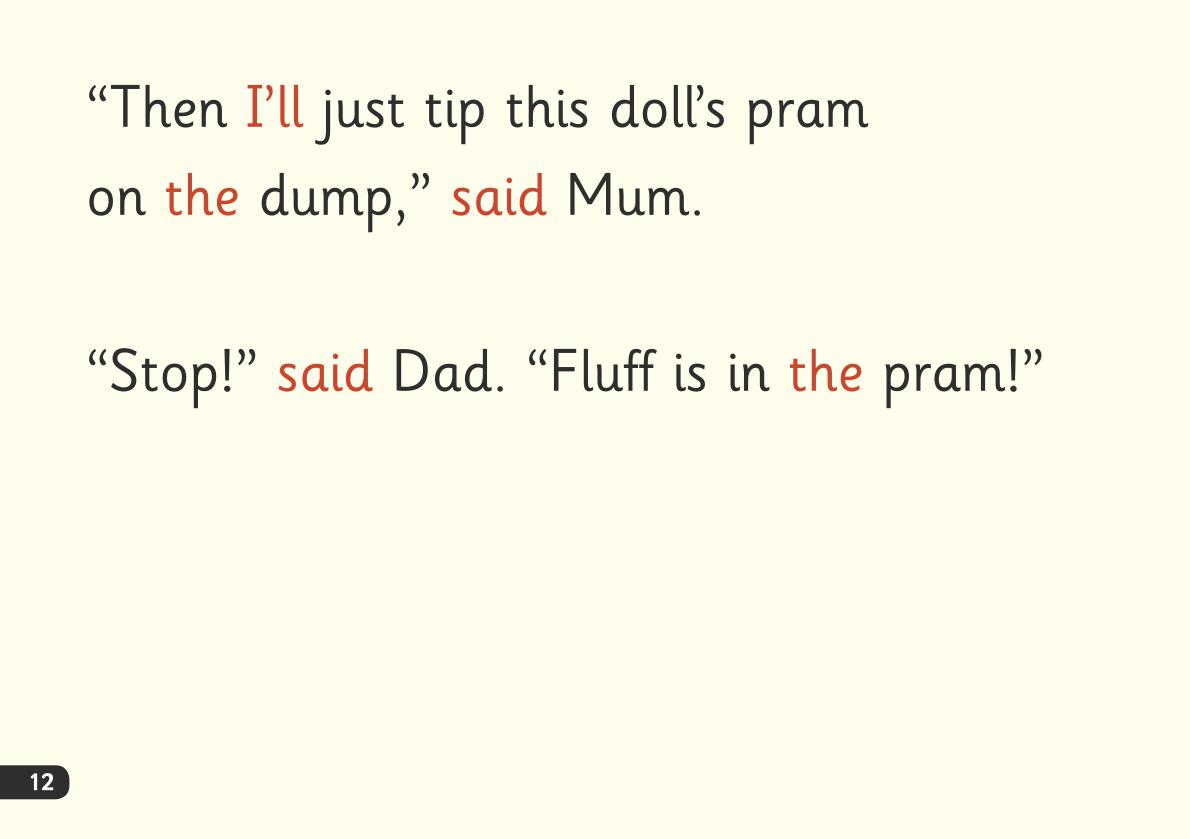 “Then I’ll just tip this doll’s pram
on the dump,” said Mum.
“Stop!” said Dad. “Fluff is in the pram!”
12